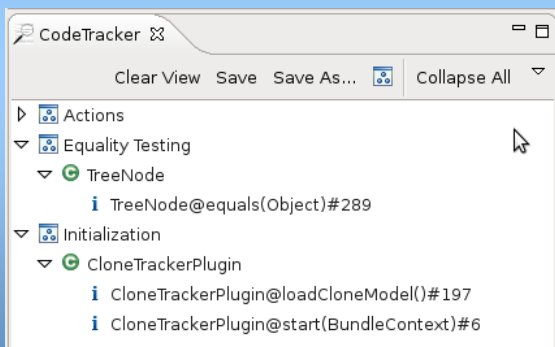 CodeTracker
Clear View Save Save As... Collapse All
Actions
Equality Testing
TreeNode
TreeNode@equals(Object)#289
Initialization
CloneTrackerPlugin
CloneTrackerPlugin@loadCloneModel()#197
CloneTrackerPlugin@start(BundleContext)#6